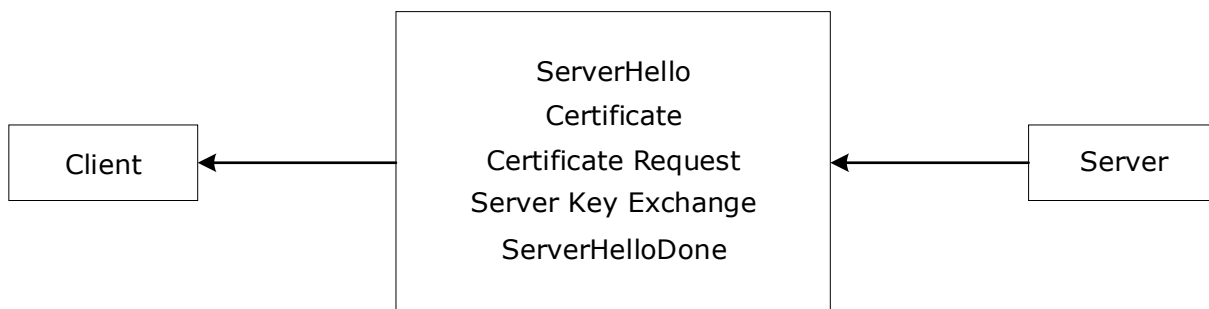 ServerHello
Certificate
Client
Certificate Request
Server
Server Key Exchange
ServerHelloDone